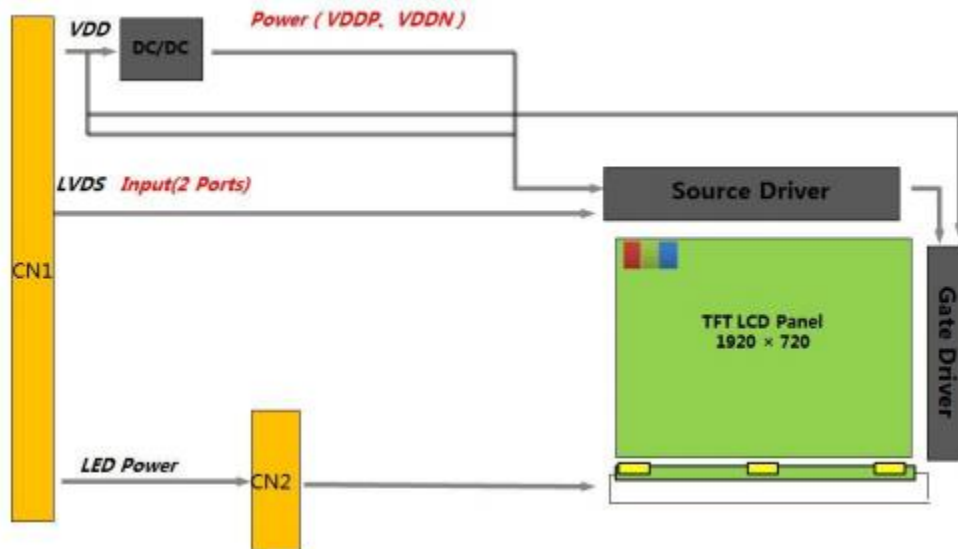 VDD
Power ( VDDP、VDDN )
DC/DC
LVDS Input(2 Ports)
Source Driver
CN1
Gate Driver
TFT LCD Panel
1920 × 720
LED Power
CN2